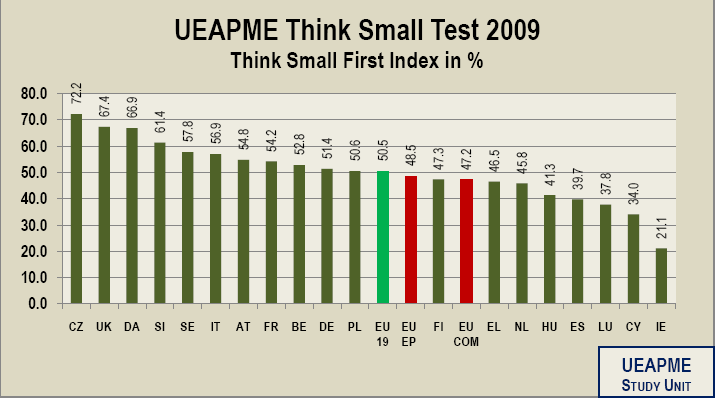 UEAPME Think Small Test 2009
Think Small First Index in %
80.0
70.0
60.0
50.0
40.0
30.0
20.0
10.0
0.0
72.2 67.4 66.9 61.4 57.8 56.9 54.8 54.2 52.8 51.4 50.6 50.5 48.5 47.3 47.2 46.5 45.8 41.3 39.7 37.8 34.0 21.1
CZ UK DA SI SE IT AT FR BE DE PL EU EU FI EU EL NL HU ES LU CY IE
19 EP COM
UEAPME
STUDY UNIT